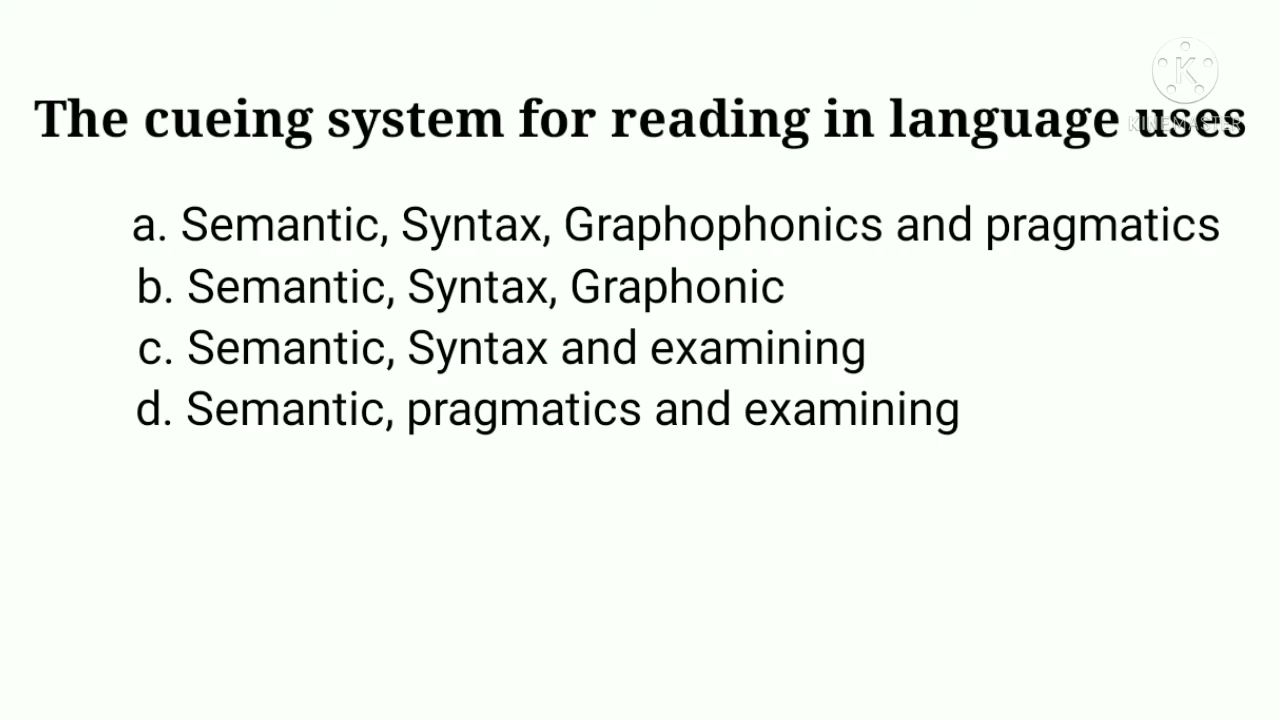 K
The cueing system for reading in language uses
KINEMASTER
a. Semantic, Syntax, Graphophonics and pragmatics
b. Semantic, Syntax, Graphonic
c. Semantic, Syntax and examining
d. Semantic, pragmatics and examining